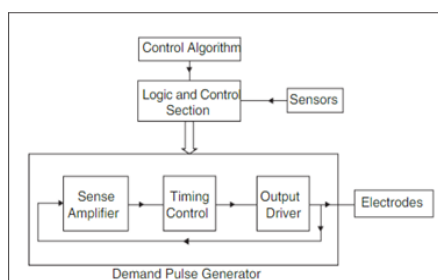 Control Algorithm
Logic and Control
Section
Sensors
Sense
Amplifier
Timing
Control
Output
Driver
Electrodes
Demand Pulse Generator